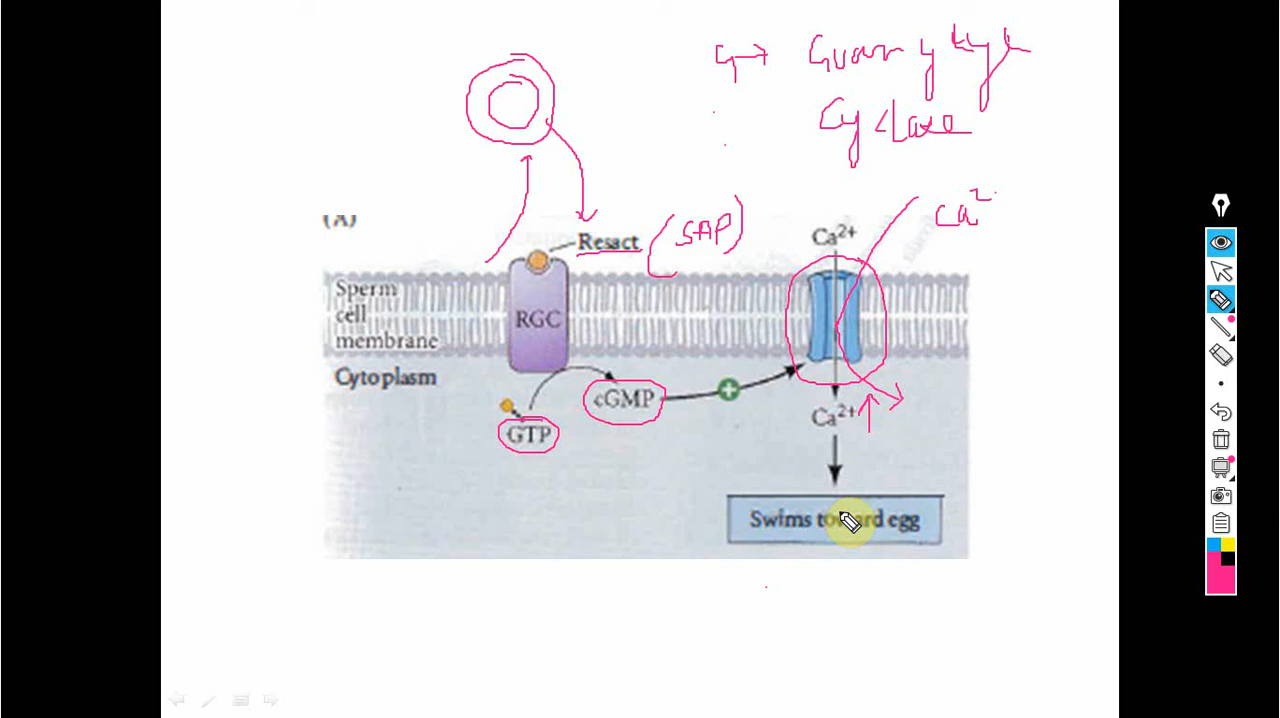 G → Guanylyl
Cyclase
(A)
Resact (SAP)
Ca2+
Ca2
Sperm
cell
membrane
RGC
Cytoplasm
GTP
cGMP
+
Ca2+ ↑
Swims toward egg